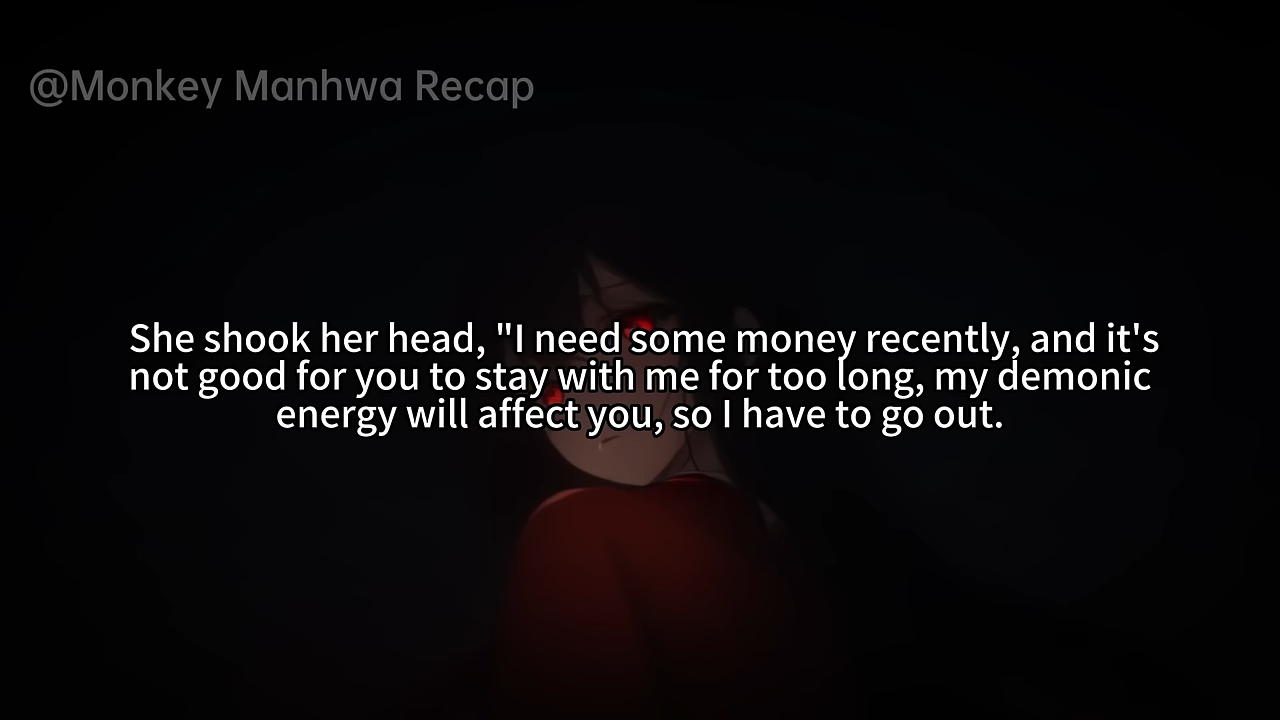 @Monkey Manhwa Recap
She shook her head, "I need some money recently, and it's
not good for you to stay with me for too long, my demonic
energy will affect you, so I have to go out.